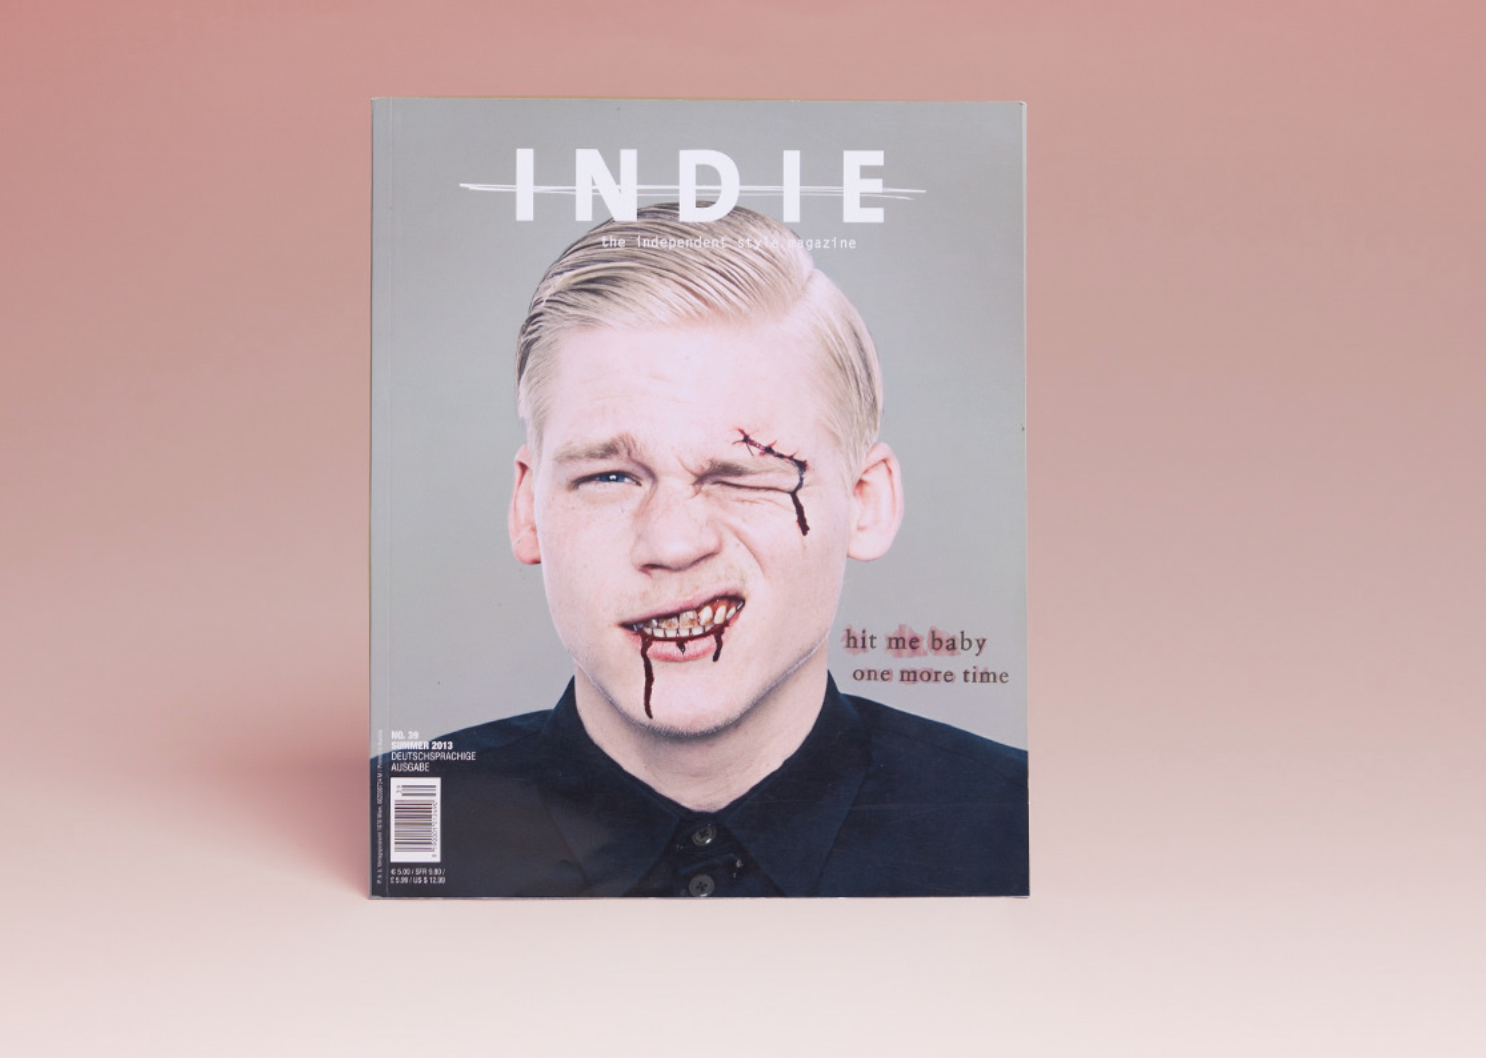 INDIE
the independent style magazine
hit me baby
one more time
NO. 39
SUMMER 2013
DEUTSCHSPRACHIGE
AUSGABE
€ 5.00 / SFR 9.80 /
£ 5.99 / US $ 12.99